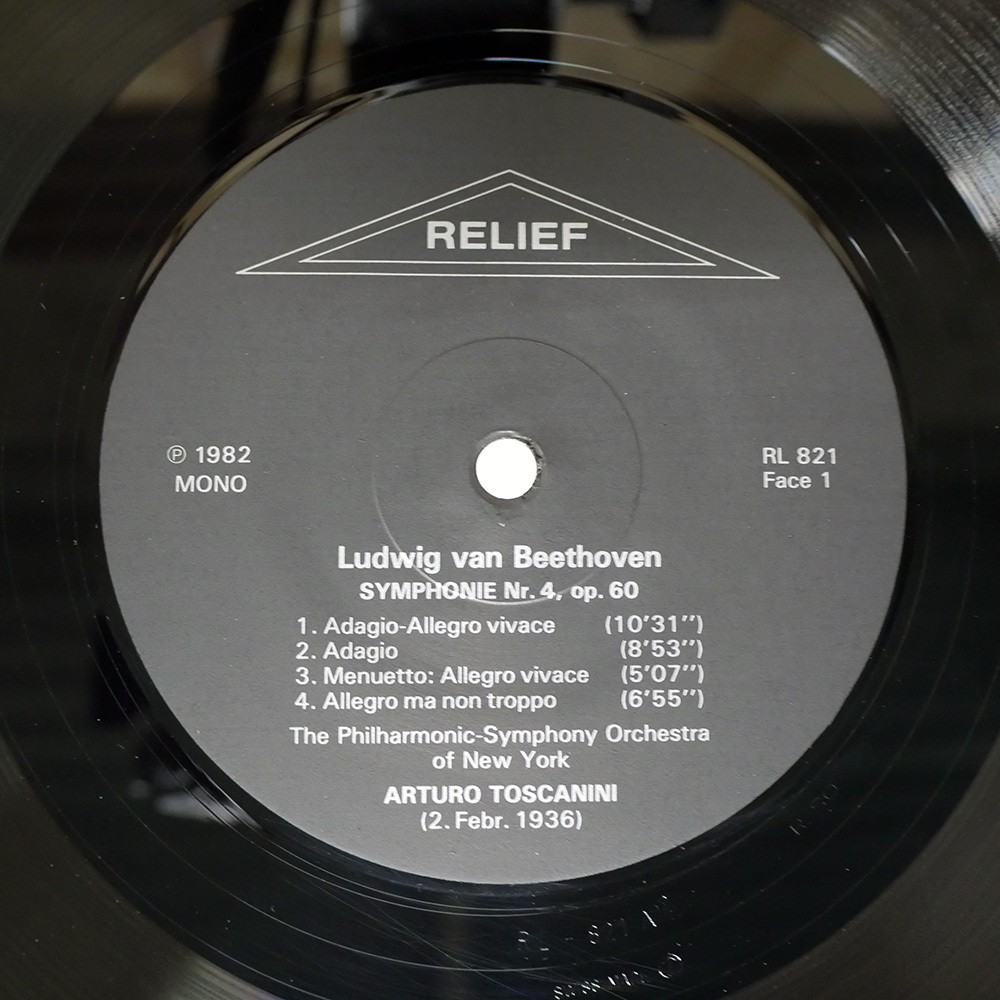 RELIEF
℗ 1982
MONO
RL 821
Face 1
Ludwig van Beethoven
SYMPHONIE Nr. 4, op. 60
1. Adagio-Allegro vivace (10'31'')
2. Adagio (8'53'')
3. Menuetto: Allegro vivace (5'07'')
4. Allegro ma non troppo (6'55'')
The Philharmonic-Symphony Orchestra
of New York
ARTURO TOSCANINI
(2. Febr. 1936)